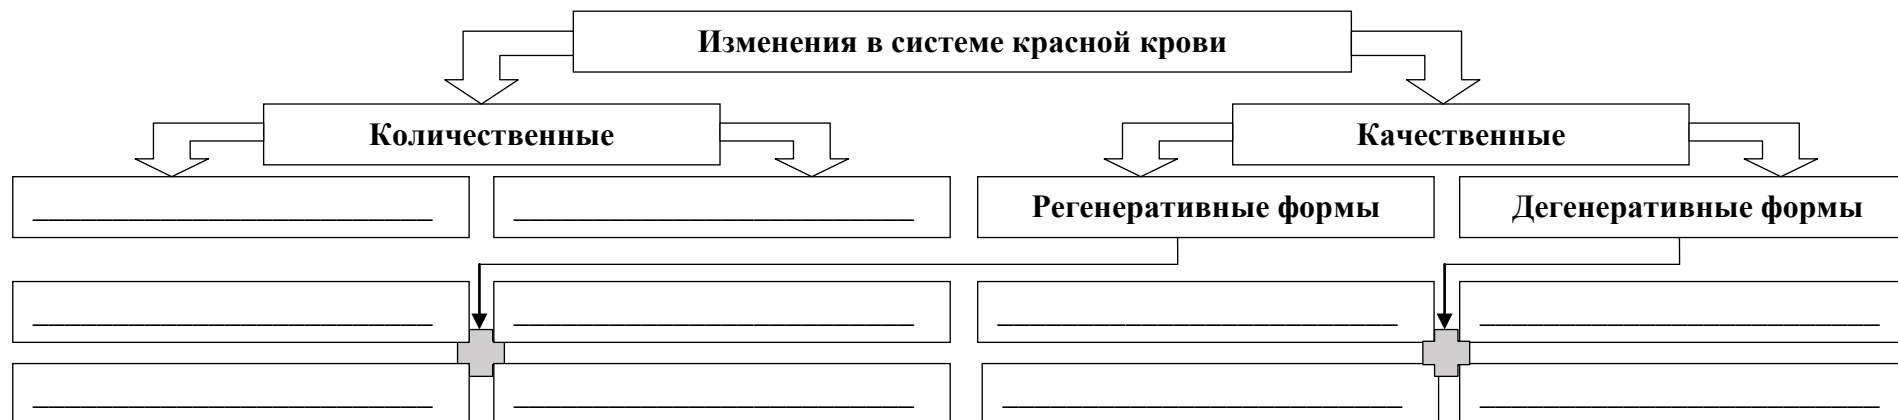 Изменения в системе красной крови
Количественные
Качественные
Регенеративные формы
Дегенеративные формы